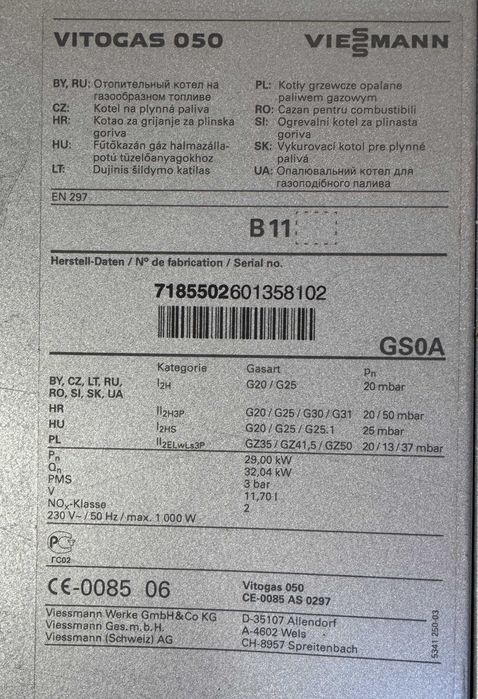 VITOGAS 050
VIESSMANN
BY, RU: Отопительный котел на
газообразном топливе
CZ: Kotel na plynná paliva
HR: Kotao za grijanje za plinska
goriva
HU: Fűtőkazán gáz halmazálla-
potú tüzelőanyagokhoz
LT: Dujinis šildymo katilas
PL: Kotły grzewcze opalane
paliwem gazowym
RO: Cazan pentru combustibili
SI: Ogrevalni kotel za plinasta
goriva
SK: Vykurovací kotol pre plynné
palivá
UA: Опалювальний котел для
газоподібного палива
EN 297
B11
Herstell-Daten / Nº de fabrication / Serial no.
7185502601358102
GS0A
Kategorie Gasart Pn
BY, CZ, LT, RU,
RO, SI, SK, UA I2H G20 / G25 20 mbar
HR II2H3P G20 / G25 / G30 / G31 20 / 50 mbar
HU II2HS G20 / G25 / G25.1 25 mbar
PL II2ELwLs3P GZ35 / GZ41,5 / GZ50 20 / 13 / 37 mbar
Pn 29,00 kW
Qn 32,04 kW
PMS 3 bar
V 11,70 l
NOx-Klasse 2
230 V~ / 50 Hz / max. 1 000 W
ГС02
CE-0085 06
Vitogas 050
CE-0085 AS 0297
Viessmann Werke GmbH & Co KG D-35107 Allendorf
Viessmann Ges. m. b. H. A-4602 Wels
Viessmann (Schweiz) AG CH-8957 Spreitenbach
5341 250-03